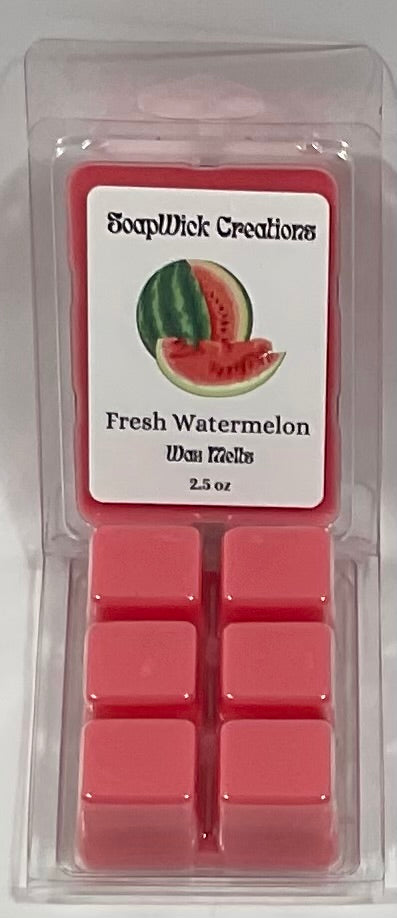 SoapWick Creations
Fresh Watermelon
Wax Melts
2.5 oz